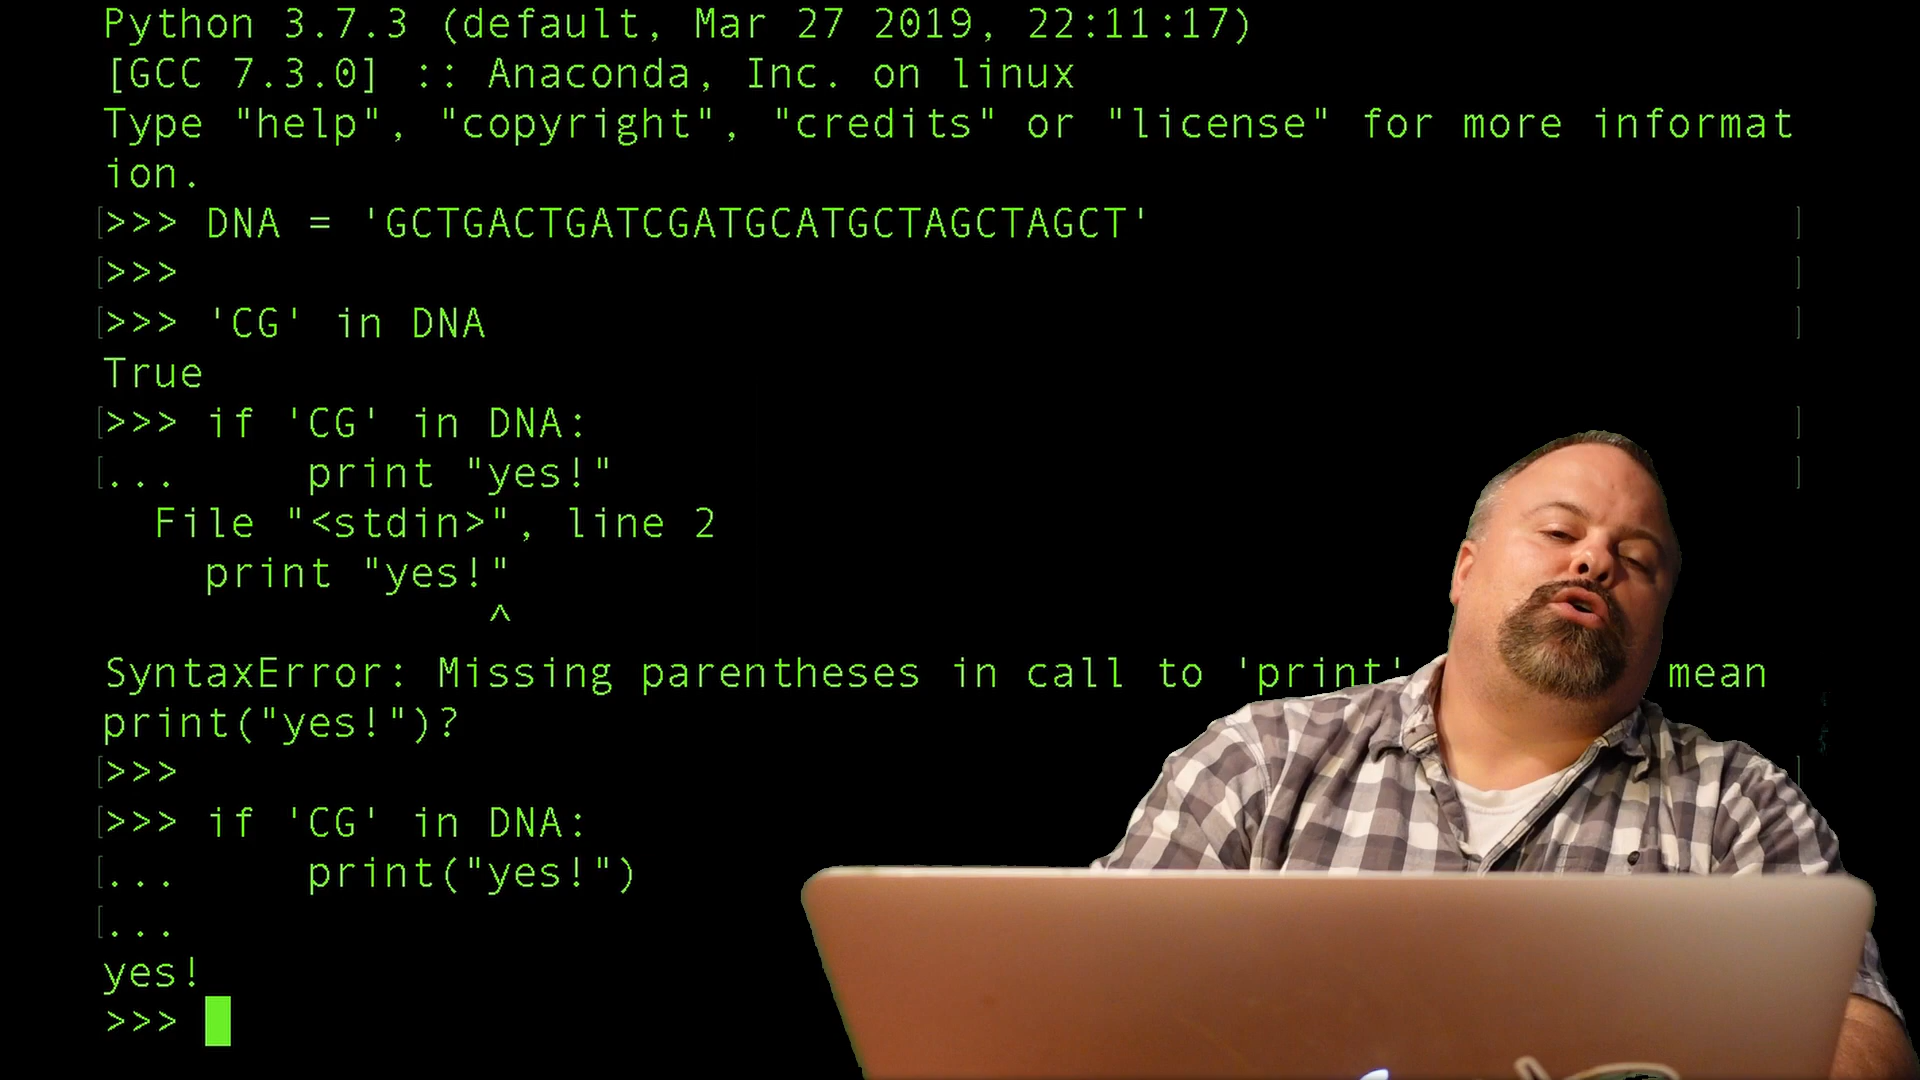 Python 3.7.3 (default, Mar 27 2019, 22:11:17)
[GCC 7.3.0] :: Anaconda, Inc. on linux
Type "help", "copyright", "credits" or "license" for more informat
ion.
[>>> DNA = 'GCTGACTGATCGATGCATGCTAGCTAGCT' ]
[>>> ]
[>>> 'CG' in DNA ]
True
[>>> if 'CG' in DNA: ]
[...     print "yes!" ]
  File "<stdin>", line 2
    print "yes!"
               ^
SyntaxError: Missing parentheses in call to 'print' mean
print("yes!")?
[>>> ]
[>>> if 'CG' in DNA:
[...     print("yes!")
[...
yes!
>>>